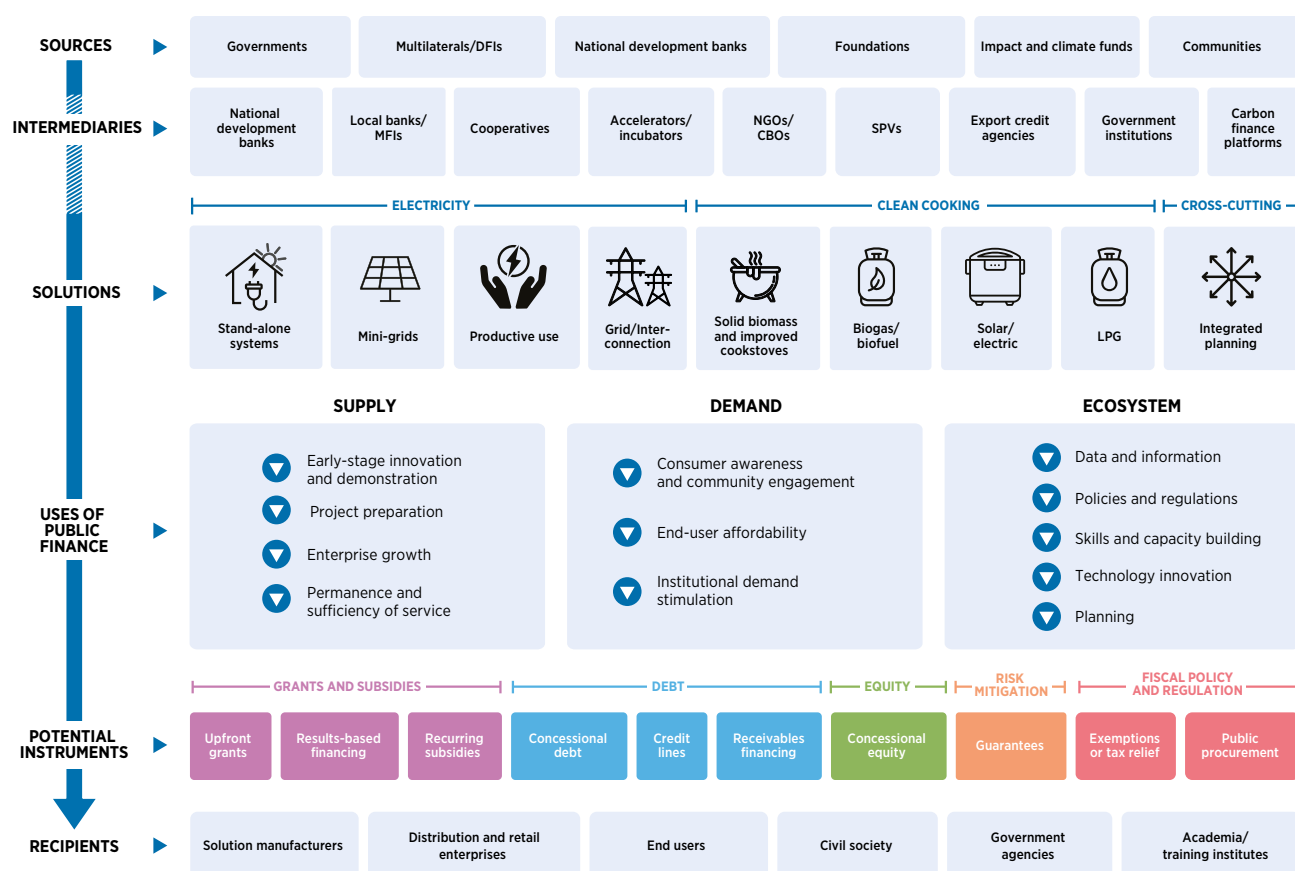 SOURCES
Governments
Multilaterals/DFIs
National development banks
Foundations
Impact and climate funds
Communities
INTERMEDIARIES
National
development
banks
Local banks/
MFIs
Cooperatives
Accelerators/
incubators
NGOs/
CBOs
SPVs
Export credit
agencies
Government
institutions
Carbon
finance
platforms
ELECTRICITY
CLEAN COOKING
CROSS-CUTTING
SOLUTIONS
Stand-alone
systems
Mini-grids
Productive use
Grid/Inter-
connection
Solid biomass
and improved
cookstoves
Biogas/
biofuel
Solar/
electric
LPG
Integrated
planning
SUPPLY
DEMAND
ECOSYSTEM
USES OF
PUBLIC
FINANCE
Early-stage innovation
and demonstration
Project preparation
Enterprise growth
Permanence and
sufficiency of service
Consumer awareness
and community engagement
End-user affordability
Institutional demand
stimulation
Data and information
Policies and regulations
Skills and capacity building
Technology innovation
Planning
GRANTS AND SUBSIDIES
DEBT
EQUITY
RISK
MITIGATION
FISCAL POLICY
AND REGULATION
POTENTIAL
INSTRUMENTS
Upfront
grants
Results-based
financing
Recurring
subsidies
Concessional
debt
Credit
lines
Receivables
financing
Concessional
equity
Guarantees
Exemptions
or tax relief
Public
procurement
RECIPIENTS
Solution manufacturers
Distribution and retail
enterprises
End users
Civil society
Government
agencies
Academia/
training institutes